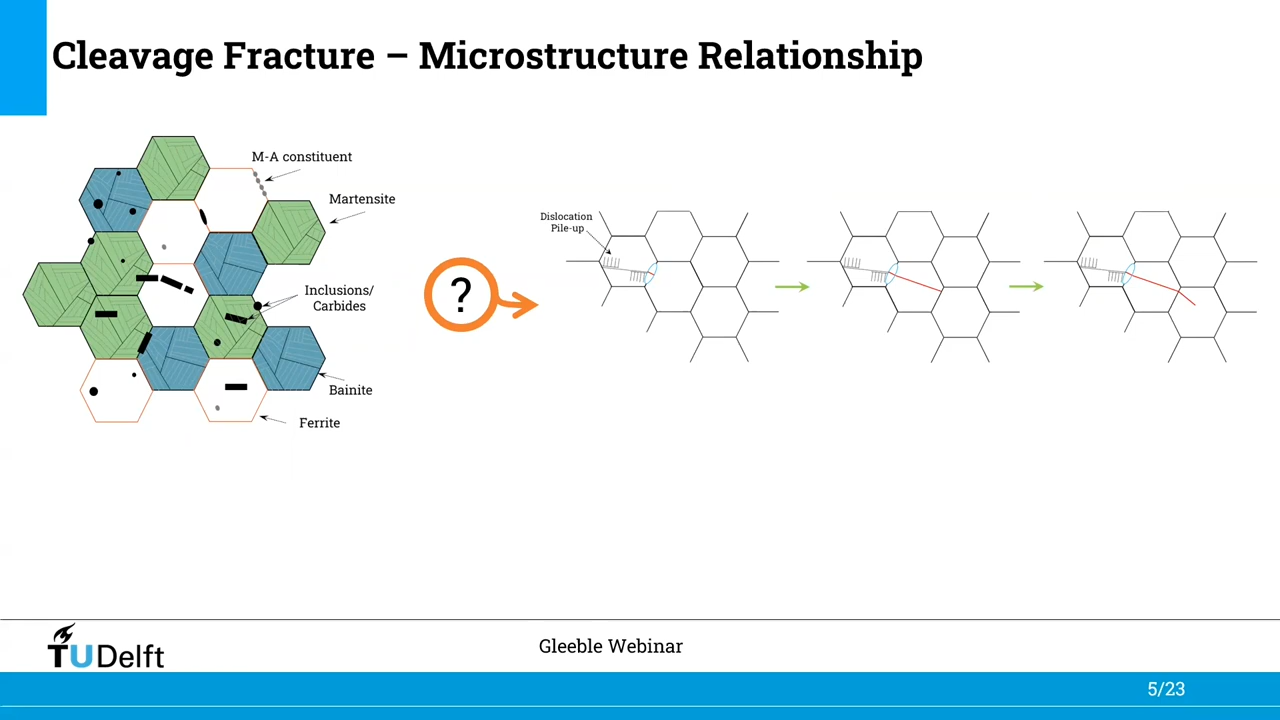 Cleavage Fracture – Microstructure Relationship
M-A constituent
Martensite
Inclusions/
Carbides
Bainite
Ferrite
?
Dislocation
Pile-up
TUDelft
Gleeble Webinar
5/23